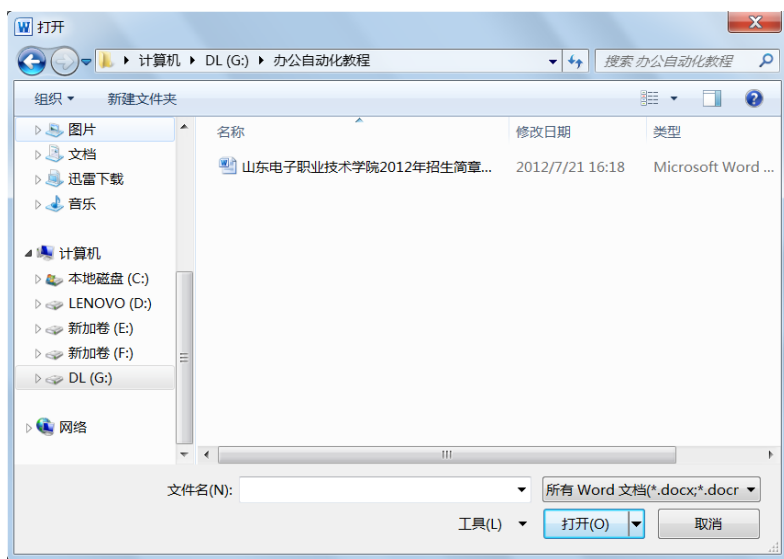 打开
计算机 DL (G:) 办公自动化教程
搜索 办公自动化教程
组织 新建文件夹
名称 修改日期 类型
山东电子职业技术学院2012年招生简章... 2012/7/21 16:18 Microsoft Word ...
图片
文档
迅雷下载
音乐
计算机
本地磁盘 (C:)
LENOVO (D:)
新加卷 (E:)
新加卷 (F:)
DL (G:)
网络
文件名(N):
所有 Word 文档(*.docx;*.docr
工具(L) 打开(O) 取消